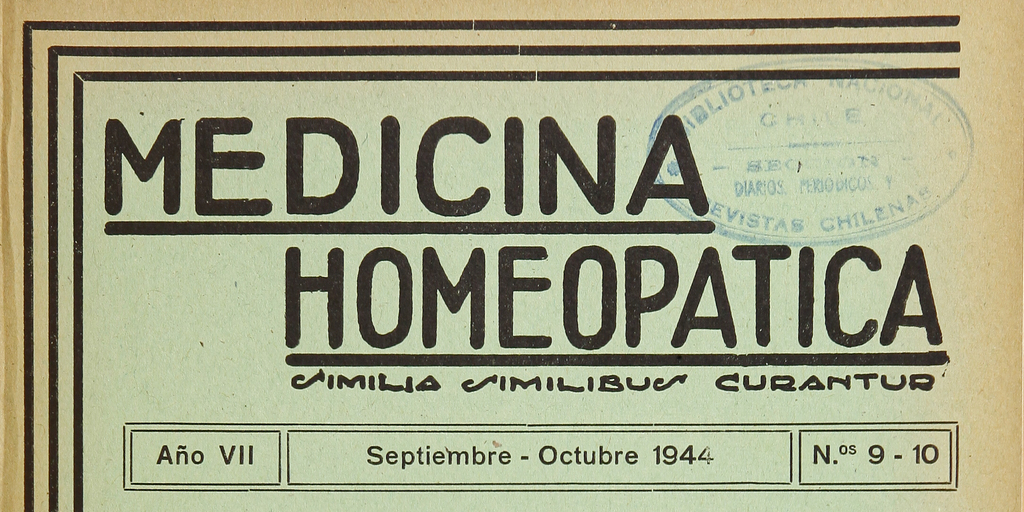 MEDICINA
HOMEOPATICA
SIMILIA SIMILIBUS CURANTUR
Año VII
Septiembre - Octubre 1944
N.os 9 - 10
BIBLIOTECA NACIONAL
CHILE
- SECCION -
DIARIOS, PERIODICOS Y
REVISTAS CHILENAS